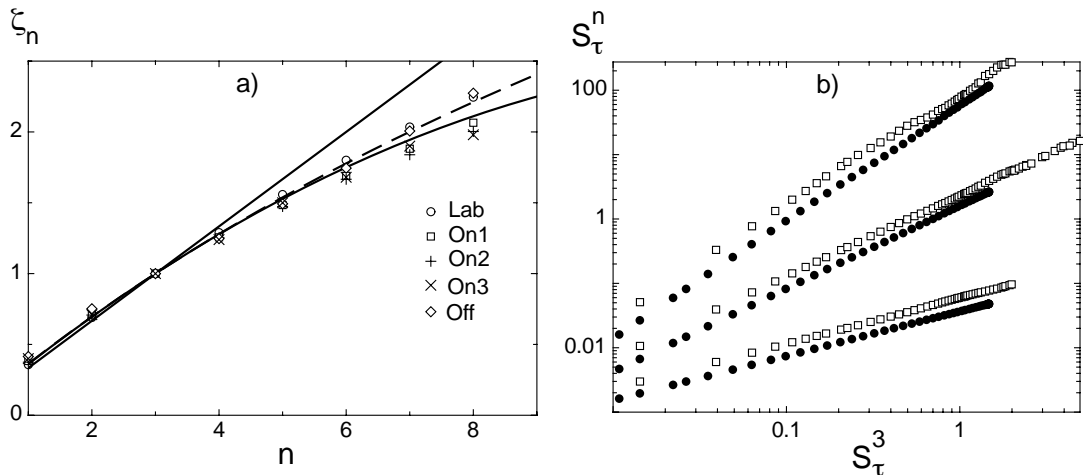 ζn
a)
2
1
0
2
4
6
8
n
Lab
On1
On2
On3
Off
Sτn
b)
100
1
0.01
0.1
1
Sτ3